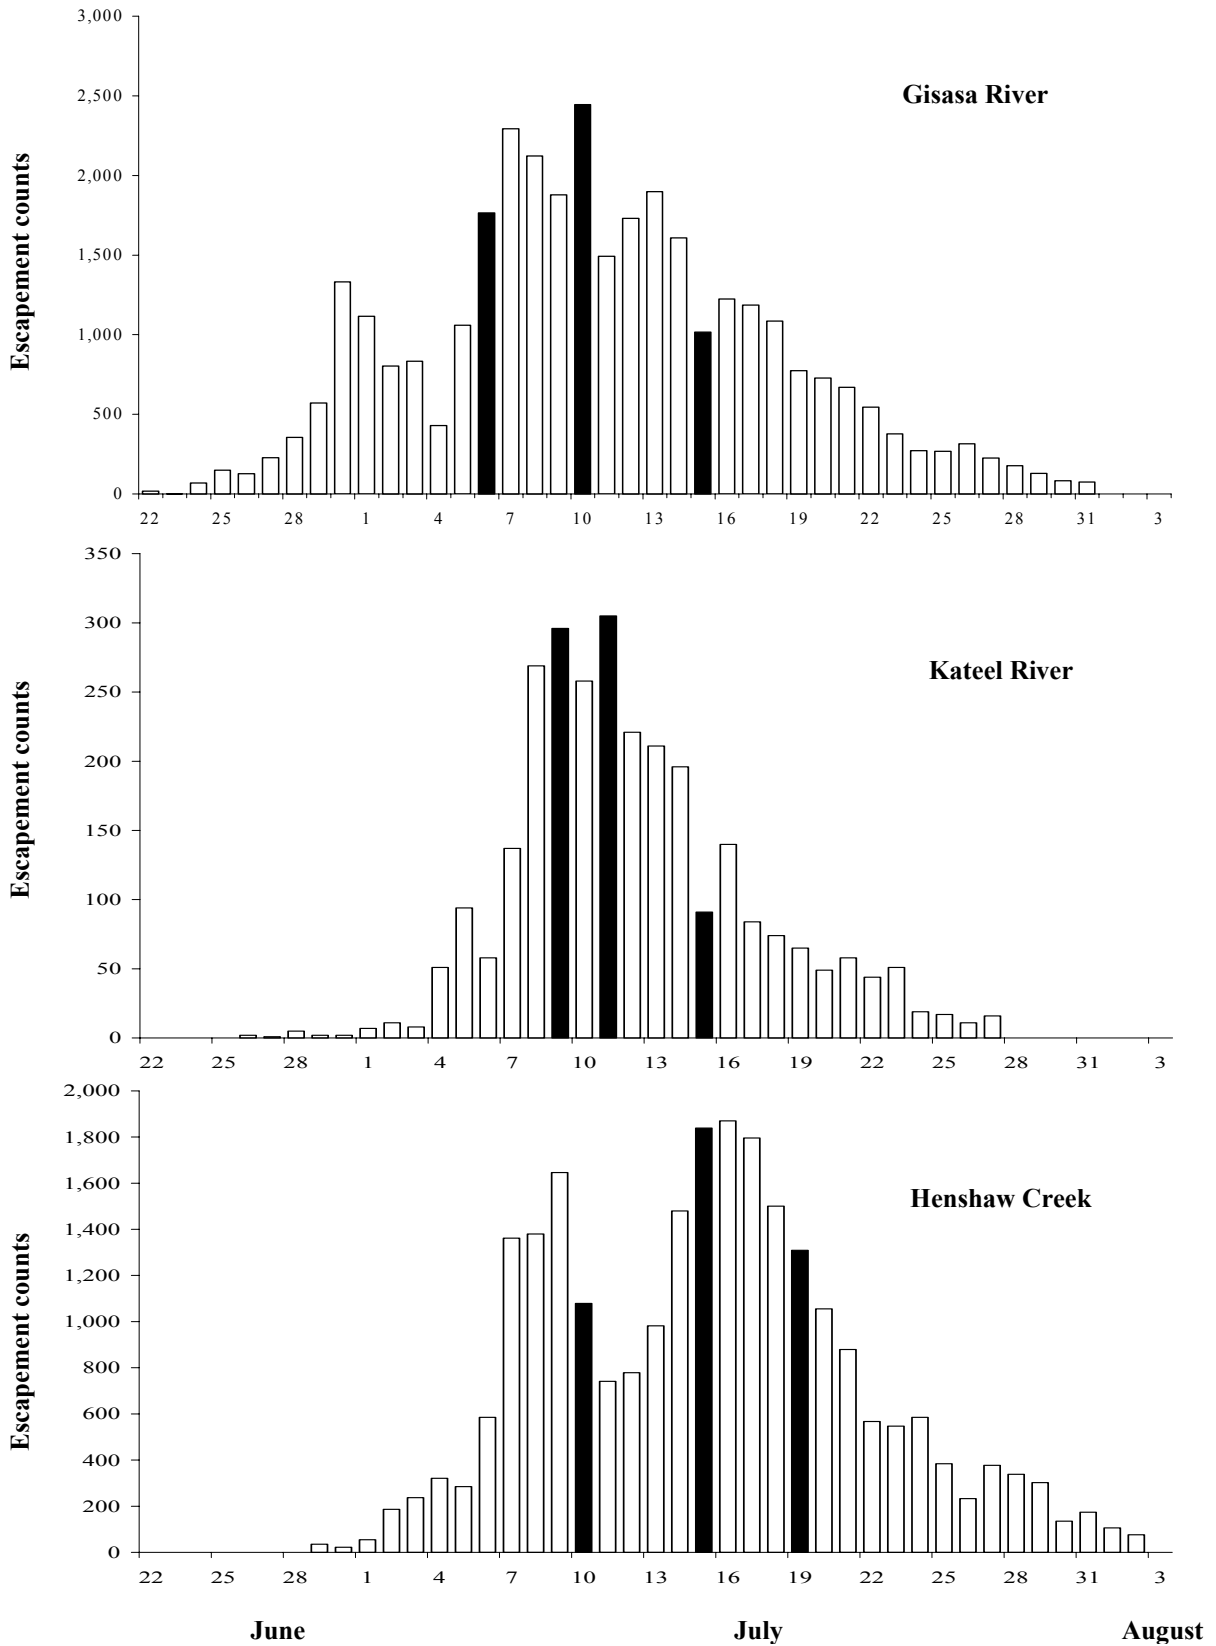 3,000
Gisasa River
2,500
2,000
1,500
1,000
500
0
Escapement counts
22 25 28 1 4 7 10 13 16 19 22 25 28 31 3
350
300
Kateel River
250
200
150
100
50
0
Escapement counts
22 25 28 1 4 7 10 13 16 19 22 25 28 31 3
2,000
1,800
1,600
Henshaw Creek
1,400
1,200
1,000
800
600
400
200
0
Escapement counts
22 25 28 1 4 7 10 13 16 19 22 25 28 31 3
June July August